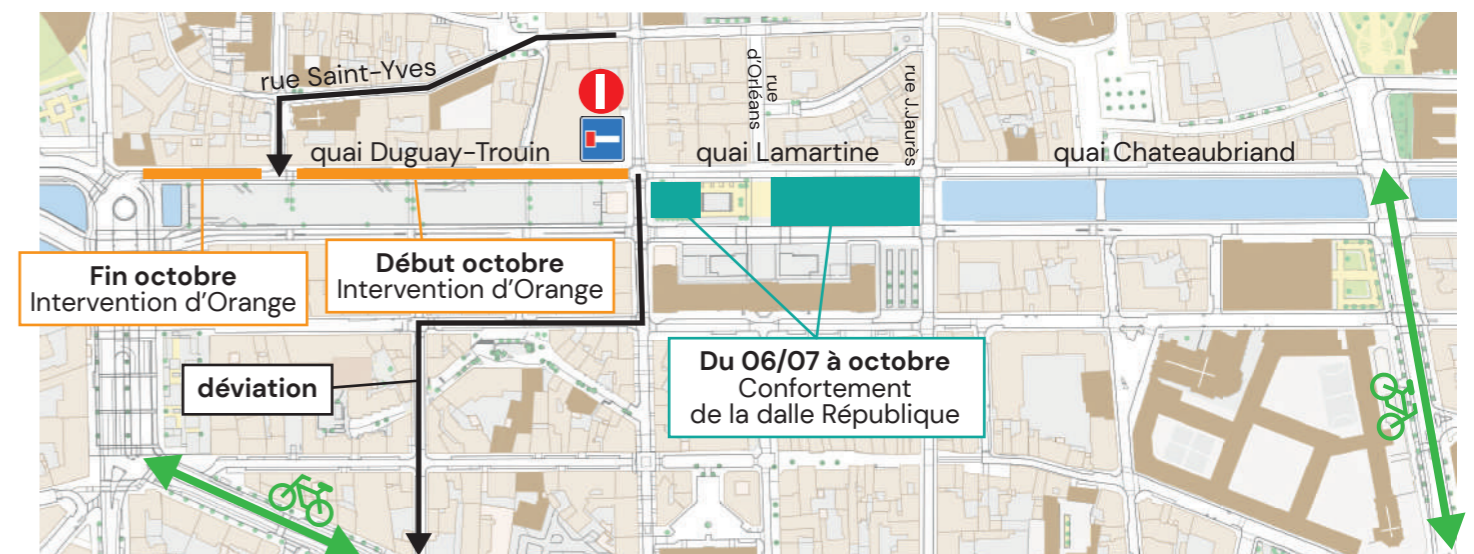 rue Saint-Yves
rue
d'Orléans
rue J.Jaurès
quai Duguay-Trouin
quai Lamartine
quai Chateaubriand
Fin octobre
Intervention d'Orange
Début octobre
Intervention d'Orange
déviation
Du 06/07 à octobre
Confortement
de la dalle République